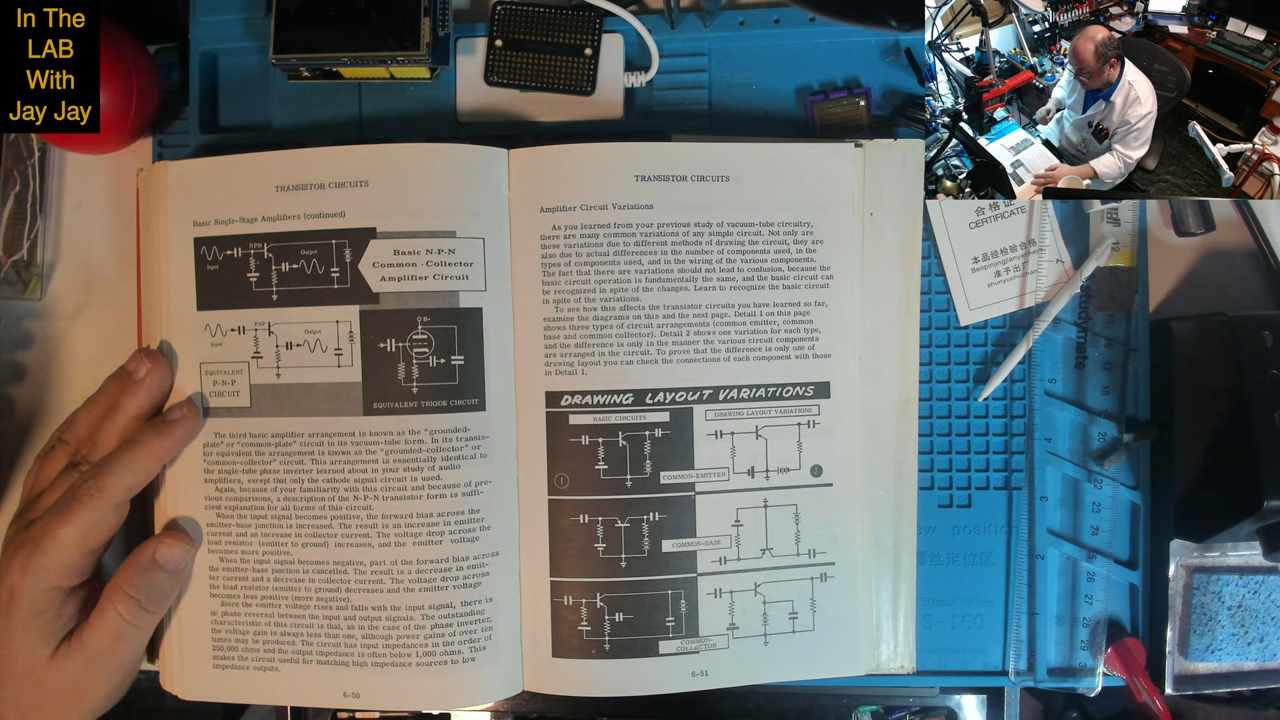 In The
LAB
With
Jay Jay
TRANSISTOR CIRCUITS
Basic Single-Stage Amplifiers (continued)
NPN
Output
Input
Basic N-P-N
Common-Collector
Amplifier Circuit
PNP
Output
Input
B+
EQUIVALENT
P-N-P
CIRCUIT
EQUIVALENT TRIODE CIRCUIT
The third basic amplifier arrangement is known as the "grounded-
plate" or "common-plate" circuit in its vacuum-tube form. In its transis-
tor equivalent the arrangement is known as the "grounded-collector" or
"common-collector" circuit. This arrangement is essentially identical to
the single-tube phase inverter learned about in your study of audio
amplifiers, except that only the cathode signal circuit is used.
Again, because of your familiarity with this circuit and because of pre-
vious comparisons, a description of the N-P-N transistor form is suffi-
cient explanation for all forms of this circuit.
When the input signal becomes positive, the forward bias across the
emitter-base junction is increased. The result is an increase in emitter
current and an increase in collector current. The voltage drop across the
load resistor (emitter to ground) increases, and the emitter voltage
becomes more positive.
When the input signal becomes negative, part of the forward bias across
the emitter-base junction is cancelled. The result is a decrease in emit-
ter current and a decrease in collector current. The voltage drop across
the load resistor (emitter to ground) decreases and the emitter voltage
becomes less positive (more negative).
Since the emitter voltage rises and falls with the input signal, there is
no phase reversal between the input and output signals. The outstanding
characteristic of this circuit is that, as in the case of the phase inverter,
the voltage gain is always less than one, although power gains of over ten
times may be produced. The circuit has input impedances in the order of
250,000 ohms and the output impedance is often below 1,000 ohms. This
makes the circuit useful for matching high impedance sources to low
impedance outputs.
6-50
TRANSISTOR CIRCUITS
Amplifier Circuit Variations
As you learned from your previous study of vacuum-tube circuitry,
there are many common variations of any simple circuit. Not only are
these variations due to different methods of drawing the circuit, they are
also due to actual differences in the number of components used, in the
types of components used, and in the wiring of the various components.
The fact that there are variations should not lead to confusion, because the
basic circuit operation is fundamentally the same, and the basic circuit can
be recognized in spite of the changes. Learn to recognize the basic circuit
in spite of the variations.
To see how this affects the transistor circuits you have learned so far,
examine the diagrams on this and the next page. Detail 1 on this page
shows three types of circuit arrangements (common emitter, common
base and common collector). Detail 2 shows one variation for each type,
and the difference is only in the manner the various circuit components
are arranged in the circuit. To prove that the difference is only one of
drawing layout you can check the connections of each component with those
in Detail 1.
DRAWING LAYOUT VARIATIONS
BASIC CIRCUITS
DRAWING LAYOUT VARIATIONS
1
COMMON-EMITTER
2
COMMON-BASE
COMMON-
COLLECTOR
6-51
合格证
CERTIFICATE
本品经检验合格
Benpinjingjianyanhege
准予出厂
zhunyuchuchang